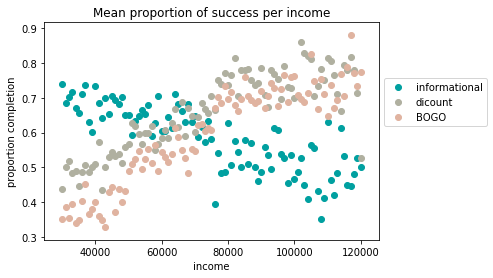 Mean proportion of success per income
proportion completion
0.9
0.8
0.7
0.6
0.5
0.4
0.3
40000 60000 80000 100000 120000
income
informational
dicount
BOGO